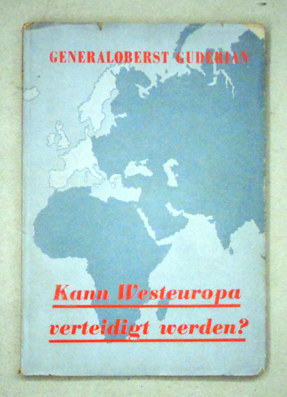 GENERALOBERST GUDERIAN
Kann Westeuropa
verteidigt werden?